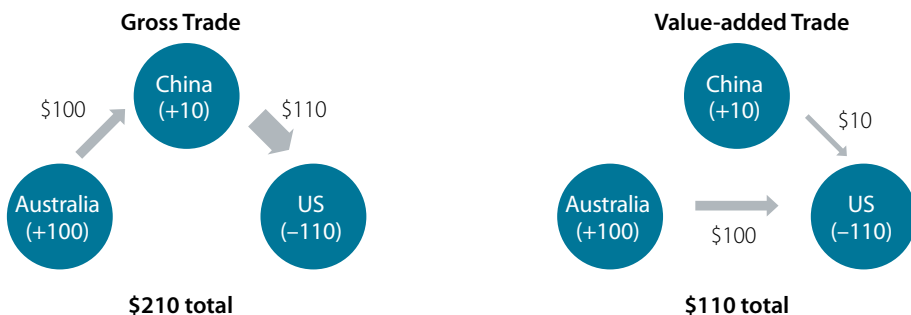 Gross Trade
China
(+10)
$100
$110
Australia
(+100)
US
(–110)
$210 total
Value-added Trade
China
(+10)
$10
Australia
(+100)
$100
US
(–110)
$110 total